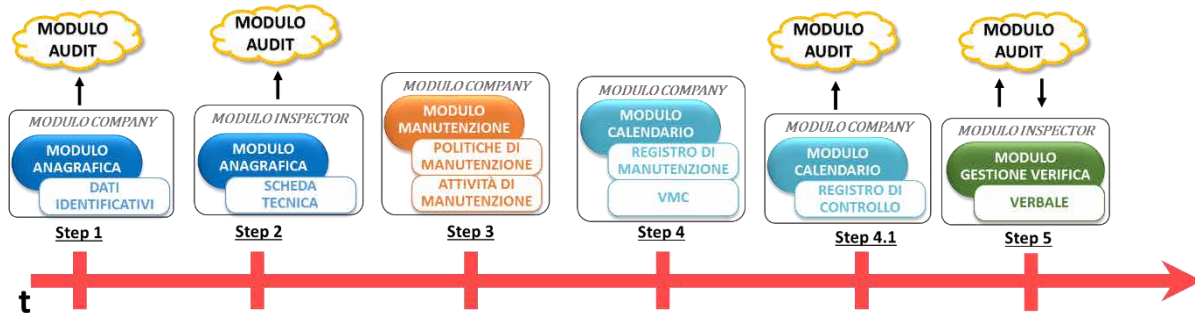 MODULO
AUDIT
MODULO COMPANY
MODULO
ANAGRAFICA
DATI
IDENTIFICATIVI
Step 1
MODULO
AUDIT
MODULO INSPECTOR
MODULO
ANAGRAFICA
SCHEDA
TECNICA
Step 2
MODULO COMPANY
MODULO
MANUTENZIONE
POLITICHE DI
MANUTENZIONE
ATTIVITÀ DI
MANUTENZIONE
Step 3
MODULO COMPANY
MODULO
CALENDARIO
REGISTRO DI
MANUTENZIONE
VMC
Step 4
MODULO
AUDIT
MODULO COMPANY
MODULO
CALENDARIO
REGISTRO DI
CONTROLLO
Step 4.1
MODULO
AUDIT
MODULO INSPECTOR
MODULO
GESTIONE VERIFICA
VERBALE
Step 5
t